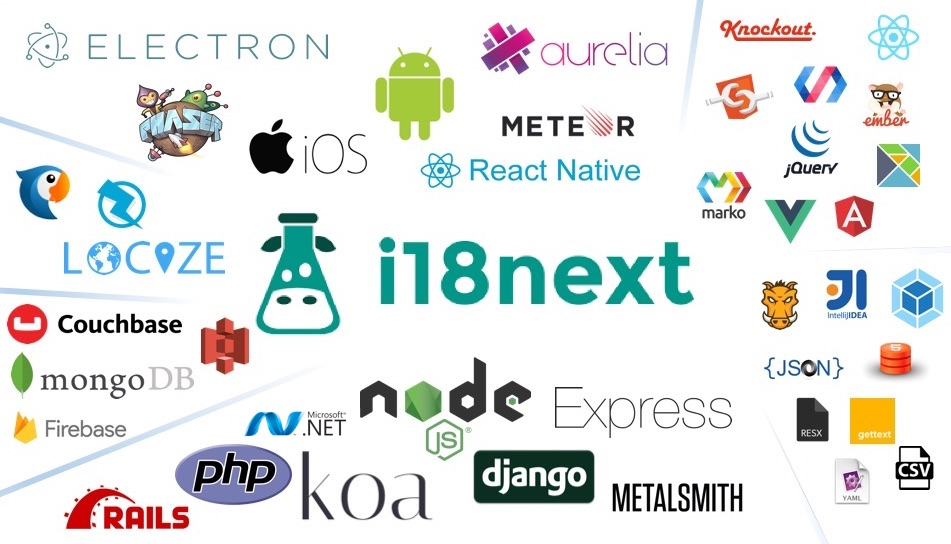 ELECTRON
aurelia
Knockout.
PHASER
iOS
METEOR
ember
React Native
jQuery
marko
A
LOCIZE
i18next
Couchbase
IntelliJIDEA
mongoDB
{JSON}
5
node
JS
Express
Firebase
Microsoft®
.NET
RESX
gettext
php
koa
django
CSV
YAML
METALSMITH
RAILS